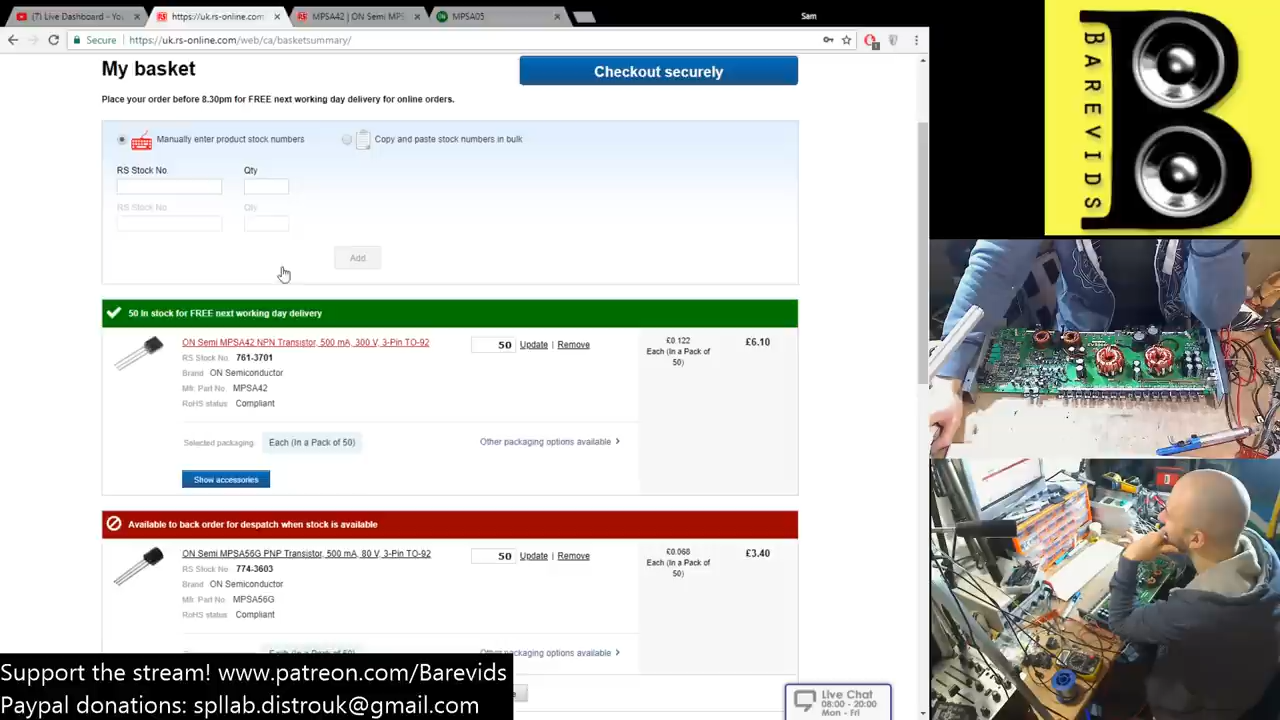 (7) Live Dashboard - You
https://uk.rs-online.com
MPSA42 | ON Semi MPS
MPSA05
Sam
Secure
https://uk.rs-online.com/web/ca/basketsummary/
My basket
Checkout securely
Place your order before 8.30pm for FREE next working day delivery for online orders.
Manually enter product stock numbers
Copy and paste stock numbers in bulk
RS Stock No.
Qty
RS Stock No.
Qty
Add
50 In stock for FREE next working day delivery
ON Semi MPSA42 NPN Transistor, 500 mA, 300 V, 3-Pin TO-92
50
Update | Remove
£0.122
Each (In a Pack of
50)
£6.10
RS Stock No. 761-3701
Brand ON Semiconductor
Mfr. Part No. MPSA42
RoHS status Compliant
Selected packaging: Each (In a Pack of 50)
Other packaging options available
Show accessories
Available to back order for despatch when stock is available
ON Semi MPSA56G PNP Transistor, 500 mA, 80 V, 3-Pin TO-92
50
Update | Remove
£0.068
Each (In a Pack of
50)
£3.40
RS Stock No. 774-3603
Brand ON Semiconductor
Mfr. Part No. MPSA56G
RoHS status Compliant
Other packaging options available
Support the stream! www.patreon.com/Barevids
Paypal donations: spllab.distrouk@gmail.com
Live Chat
08:00 - 20:00
Mon - Fri
BAREVIDS
B